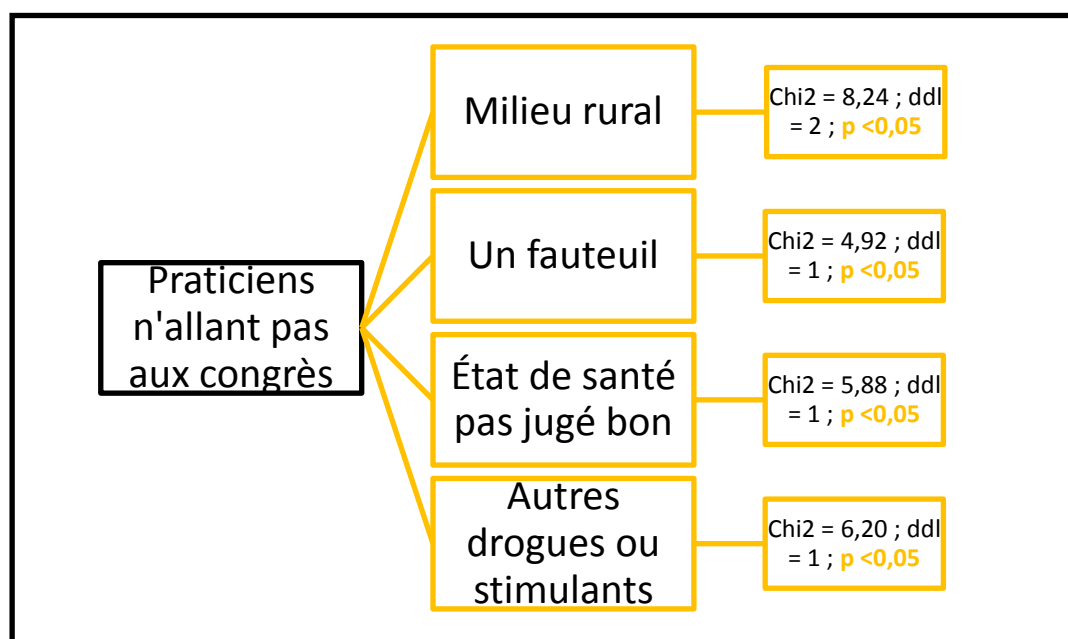 Praticiens
n'allant pas
aux congrès
Milieu rural
Chi2 = 8,24 ; ddl
= 2 ; p <0,05
Un fauteuil
Chi2 = 4,92 ; ddl
= 1 ; p <0,05
État de santé
pas jugé bon
Chi2 = 5,88 ; ddl
= 1 ; p <0,05
Autres
drogues ou
stimulants
Chi2 = 6,20 ; ddl
= 1 ; p <0,05